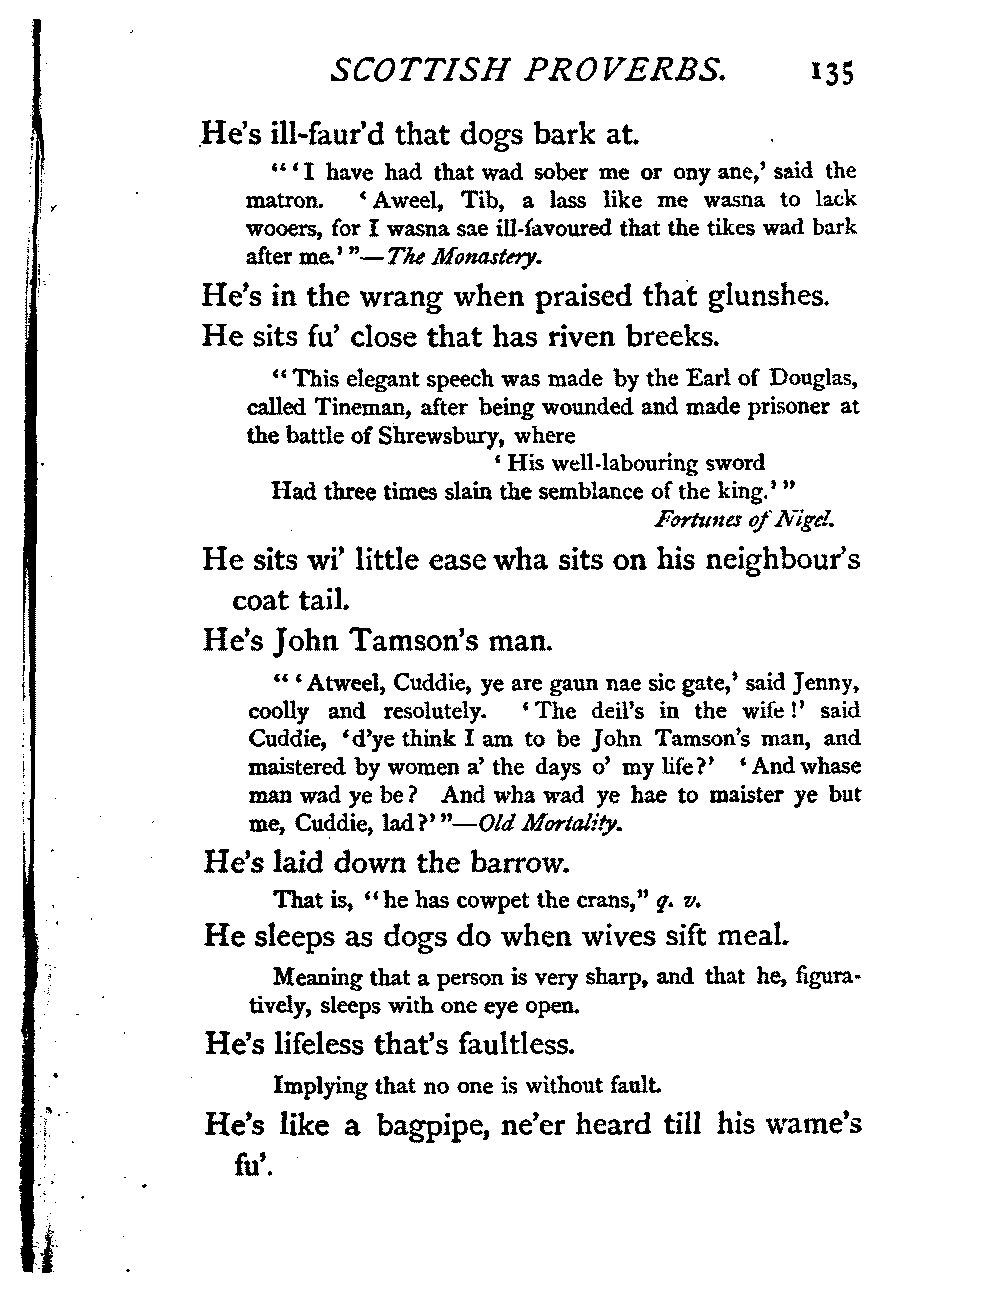 SCOTTISH PROVERBS. 135
He's ill-faur'd that dogs bark at.
"'I have had that wad sober me or ony ane,' said the
matron. 'Aweel, Tib, a lass like me wasna to lack
wooers, for I wasna sae ill-favoured that the tikes wad bark
after me.'"—The Monastery.
He's in the wrang when praised that glunshes.
He sits fu' close that has riven breeks.
"This elegant speech was made by the Earl of Douglas,
called Tineman, after being wounded and made prisoner at
the battle of Shrewsbury, where
'His well-labouring sword
Had three times slain the semblance of the king.'"
Fortunes of Nigel.
He sits wi' little ease wha sits on his neighbour's
coat tail.
He's John Tamson's man.
"'Atweel, Cuddie, ye are gaun nae sic gate,' said Jenny,
coolly and resolutely. 'The deil's in the wife!' said
Cuddie, 'd'ye think I am to be John Tamson's man, and
maistered by women a' the days o' my life?' 'And whase
man wad ye be? And wha wad ye hae to maister ye but
me, Cuddie, lad?'"—Old Mortality.
He's laid down the barrow.
That is, "he has cowpet the crans," q. v.
He sleeps as dogs do when wives sift meal.
Meaning that a person is very sharp, and that he, figura-
tively, sleeps with one eye open.
He's lifeless that's faultless.
Implying that no one is without fault.
He's like a bagpipe, ne'er heard till his wame's
fu'.